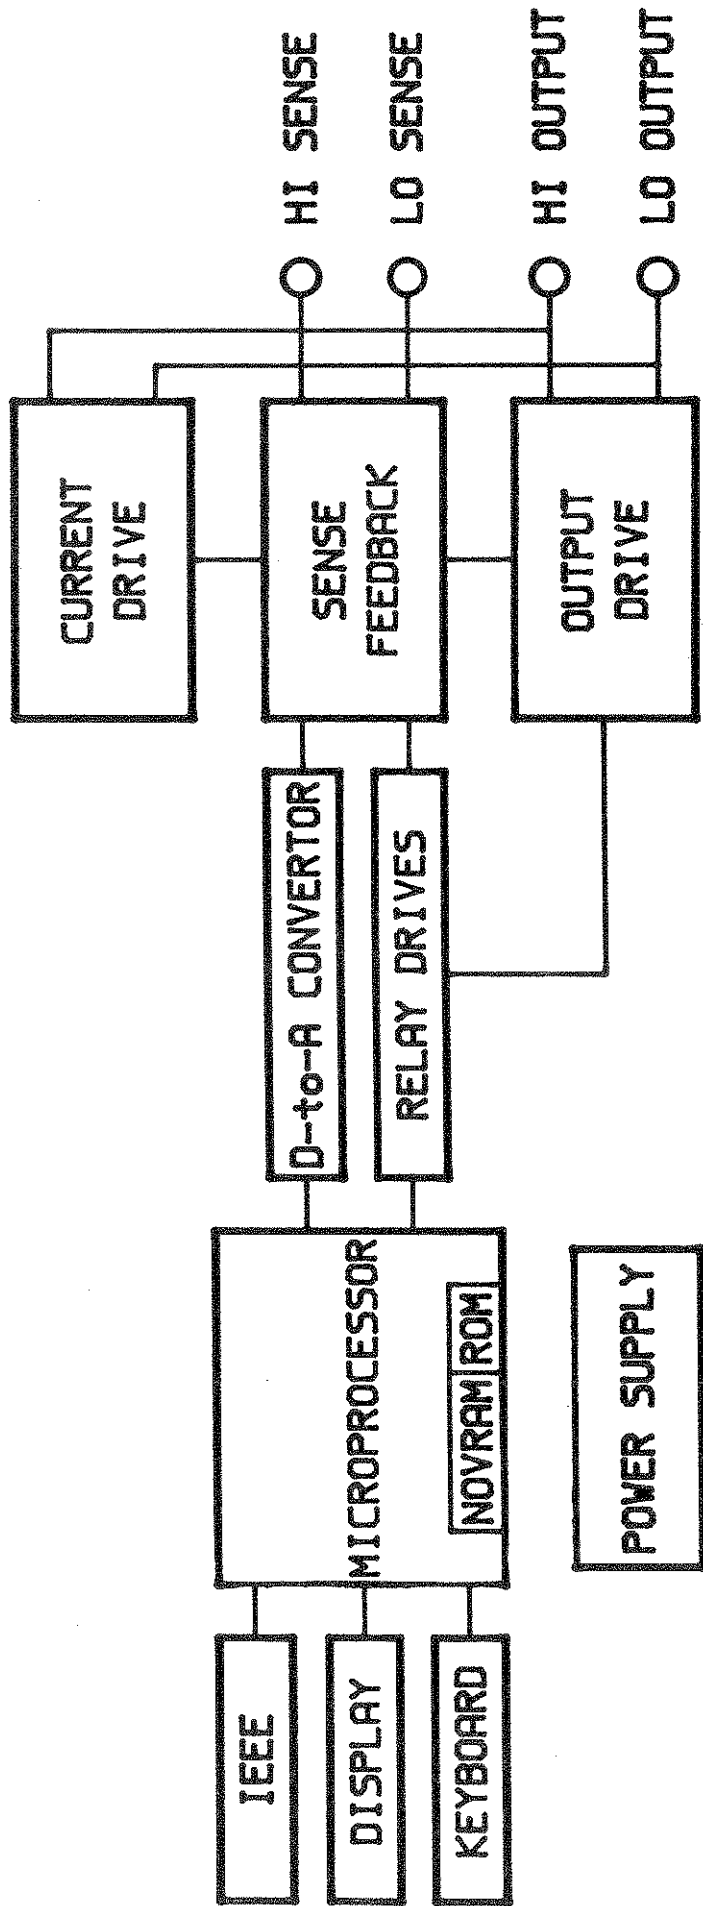 IEEE
DISPLAY
KEYBOARD
MICROPROCESSOR
NOVRAM
ROM
POWER SUPPLY
D-to-A CONVERTOR
RELAY DRIVES
CURRENT
DRIVE
SENSE
FEEDBACK
OUTPUT
DRIVE
HI SENSE
LO SENSE
HI OUTPUT
LO OUTPUT